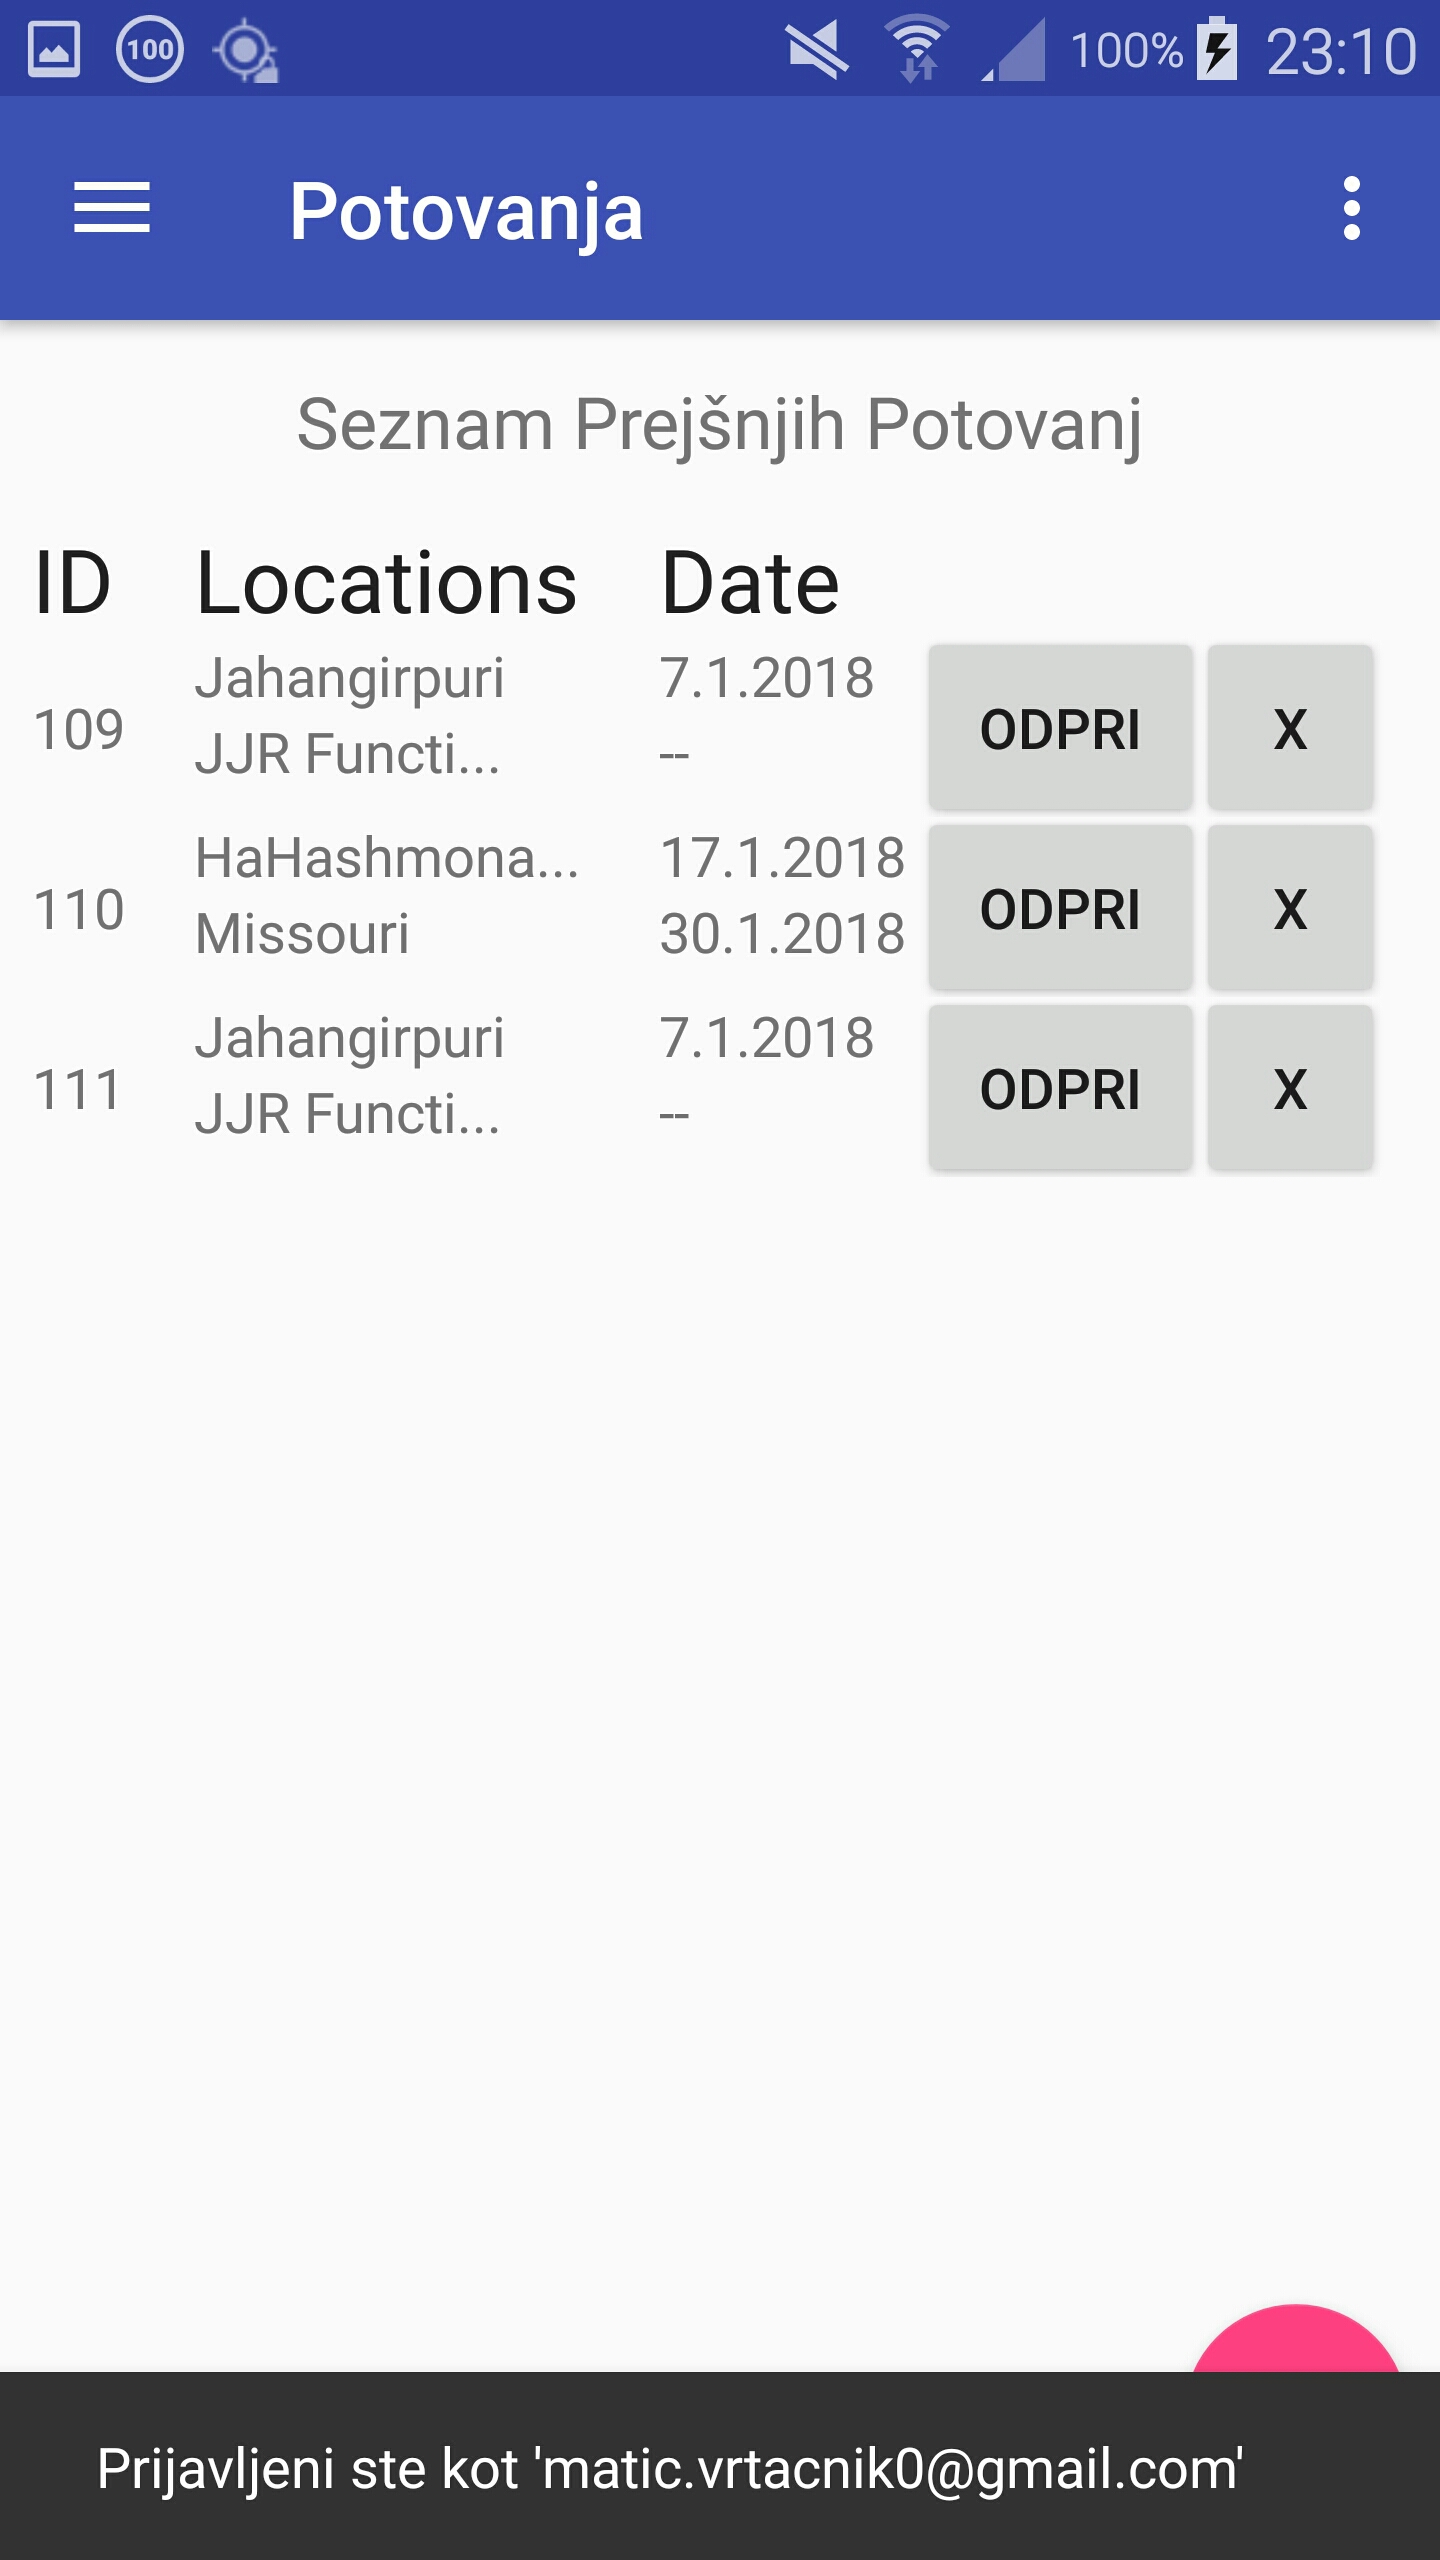 100 100% 23:10
Potovanja
Seznam Prejšnjih Potovanj
ID Locations Date
109 Jahangirpuri 7.1.2018 ODPRI X
JJR Functi... --
110 HaHashmona... 17.1.2018 ODPRI X
Missouri 30.1.2018
111 Jahangirpuri 7.1.2018 ODPRI X
JJR Functi... --
Prijavljeni ste kot 'matic.vrtacnik0@gmail.com'